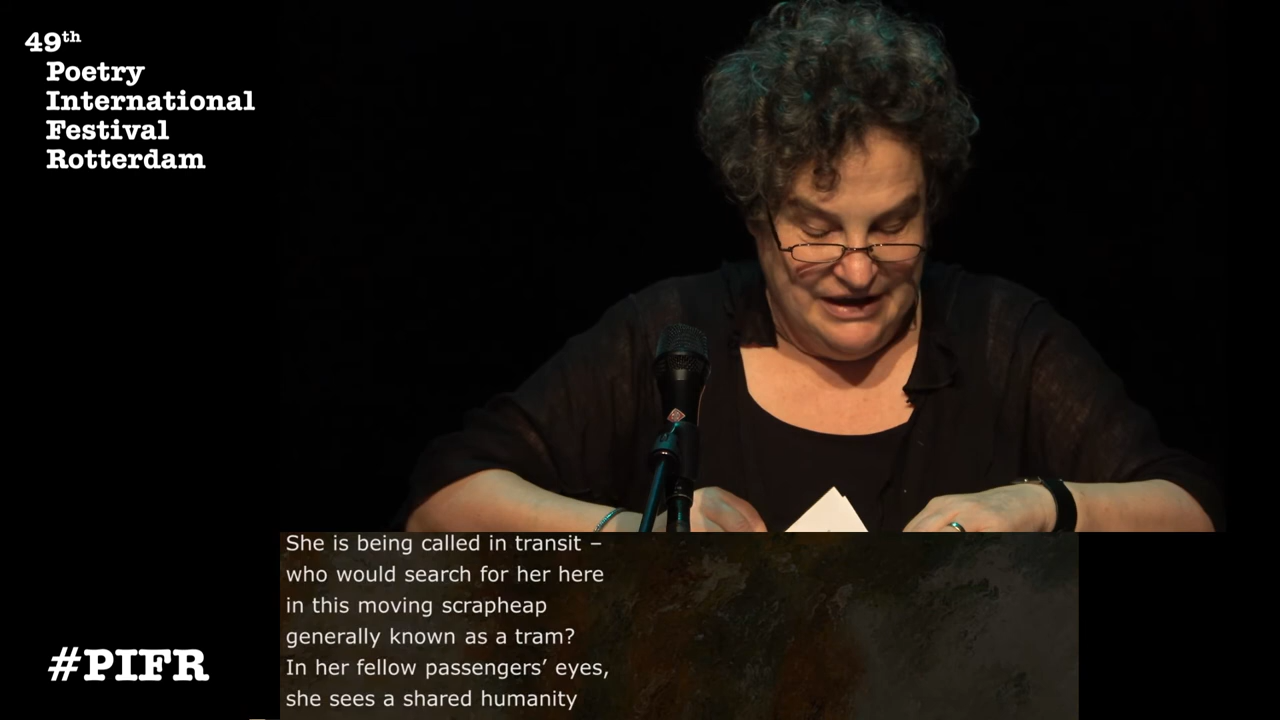 49th
Poetry
International
Festival
Rotterdam
She is being called in transit –
who would search for her here
in this moving scrapheap
generally known as a tram?
In her fellow passengers’ eyes,
she sees a shared humanity
#PIFR